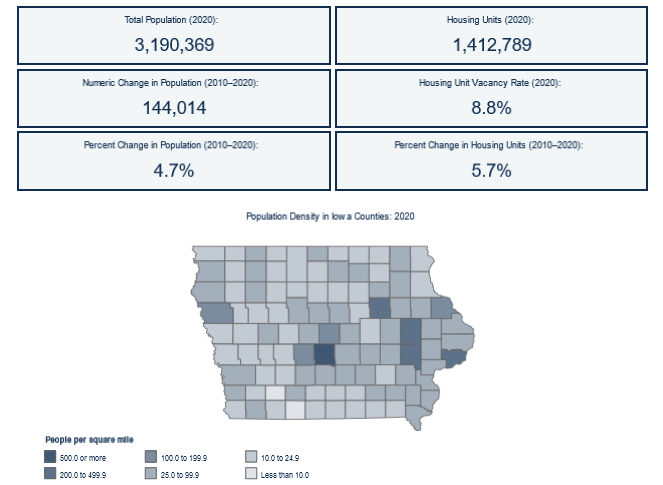 Total Population (2020):
3,190,369
Housing Units (2020):
1,412,789
Numeric Change in Population (2010–2020):
144,014
Housing Unit Vacancy Rate (2020):
8.8%
Percent Change in Population (2010–2020):
4.7%
Percent Change in Housing Units (2010–2020):
5.7%
Population Density in Iowa Counties: 2020
People per square mile
500.0 or more
100.0 to 199.9
10.0 to 24.9
200.0 to 499.9
25.0 to 99.9
Less than 10.0